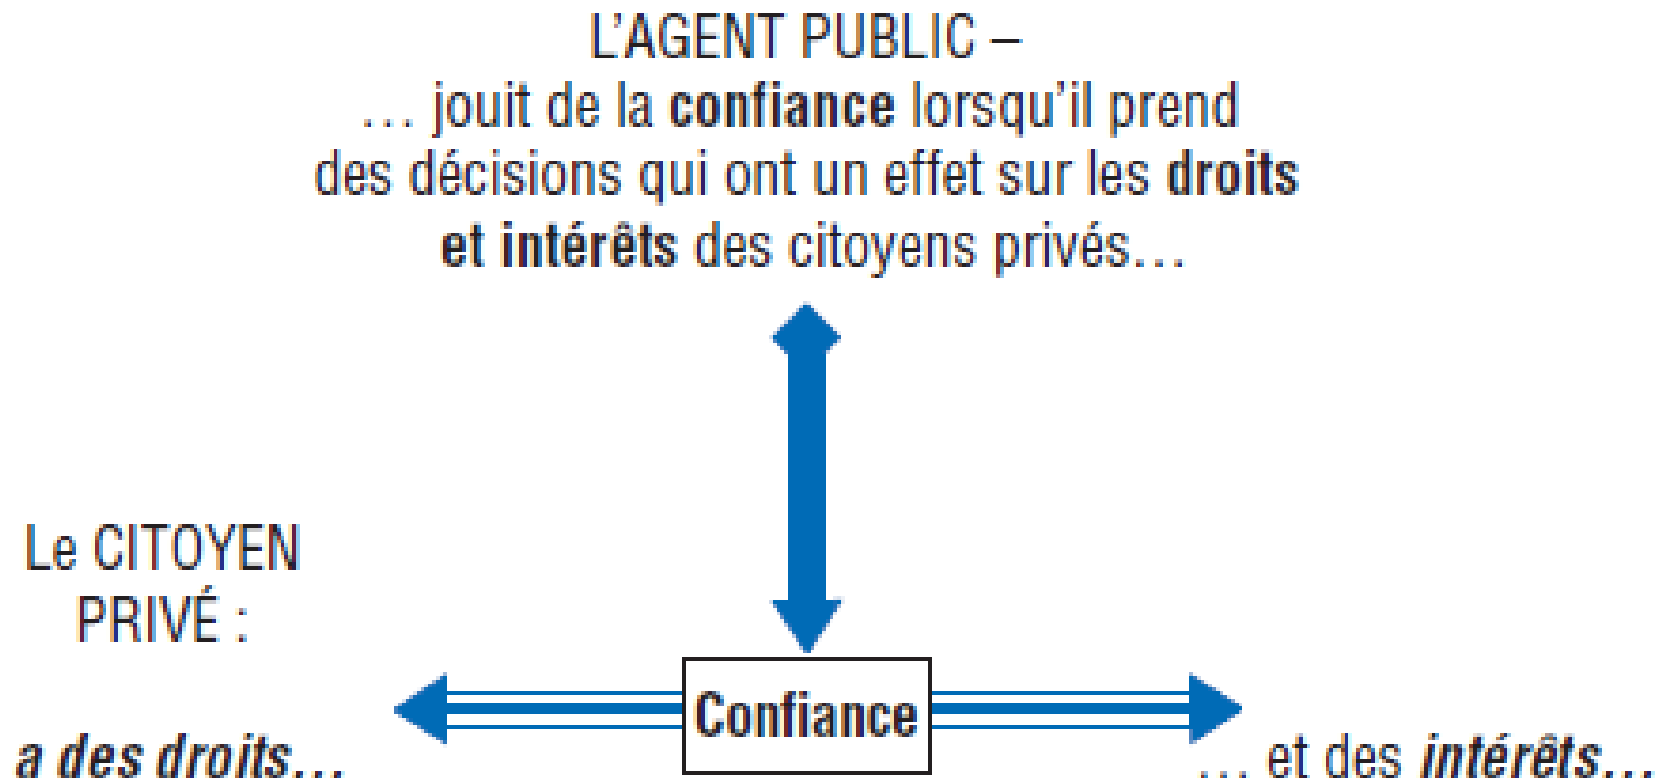 L’AGENT PUBLIC –
… jouit de la confiance lorsqu’il prend
des décisions qui ont un effet sur les droits
et intérêts des citoyens privés…
Le CITOYEN
PRIVÉ :
Confiance
a des droits…
… et des intérêts…